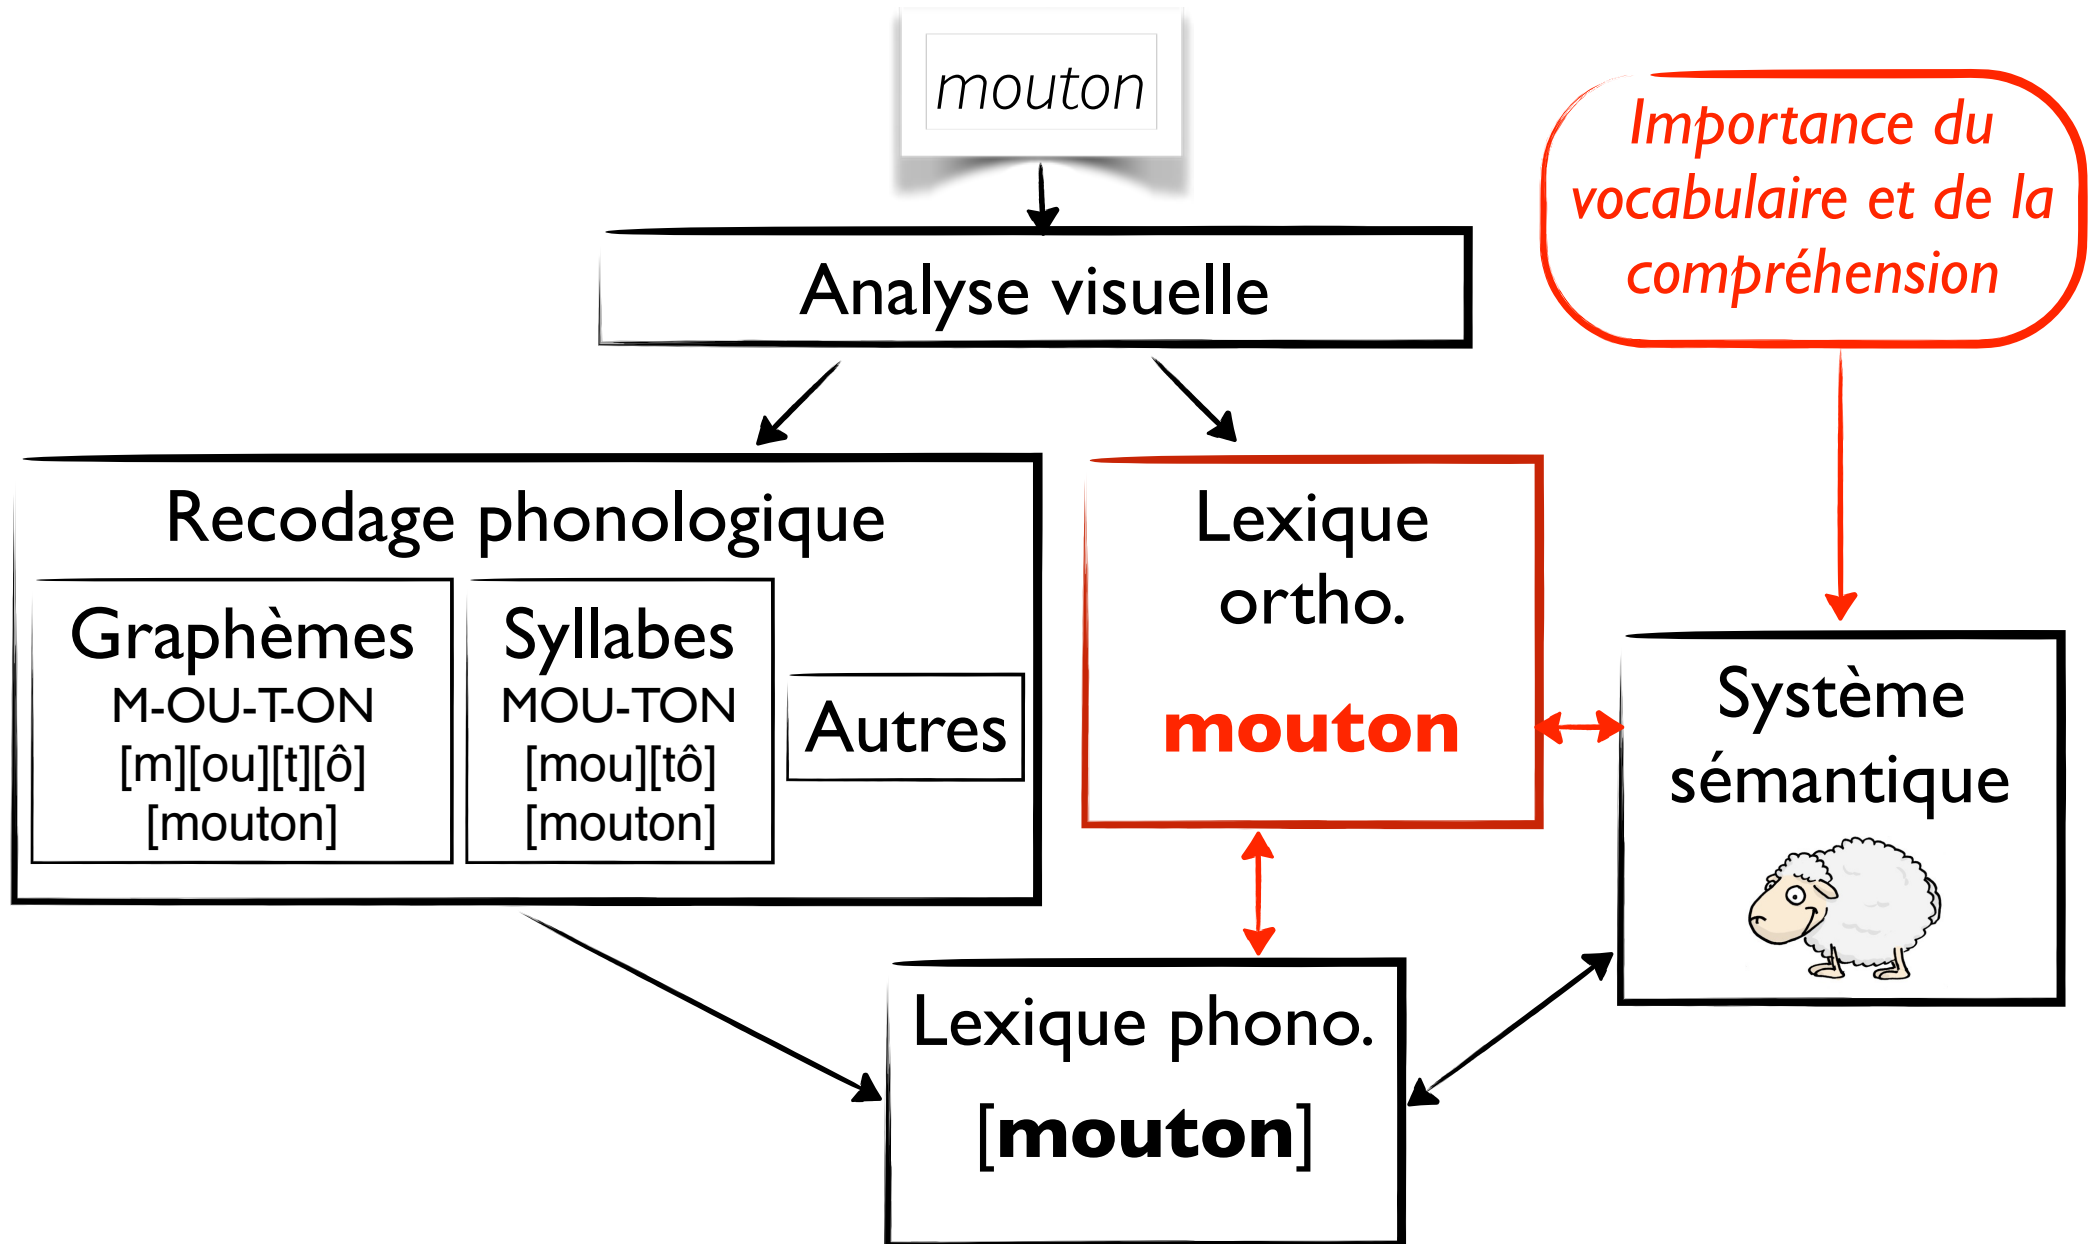 mouton
Importance du
vocabulaire et de la
compréhension
Analyse visuelle
Recodage phonologique
Graphèmes
M-OU-T-ON
[m][ou][t][ô]
[mouton]
Syllabes
MOU-TON
[mou][tô]
[mouton]
Autres
Lexique
ortho.
mouton
Système
sémantique
Lexique phono.
[mouton]